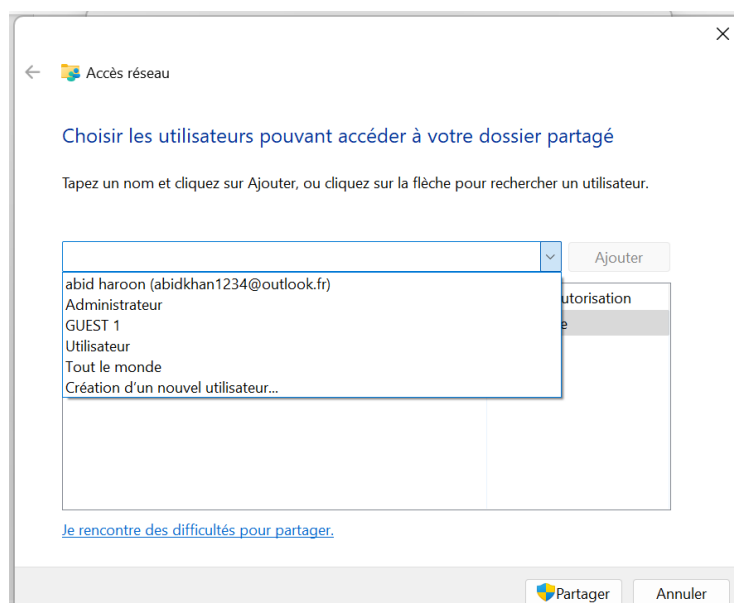 Accès réseau
Choisir les utilisateurs pouvant accéder à votre dossier partagé
Tapez un nom et cliquez sur Ajouter, ou cliquez sur la flèche pour rechercher un utilisateur.
Ajouter
abid haroon (abidkhan1234@outlook.fr)
Administrateur
GUEST 1
Utilisateur
Tout le monde
Création d'un nouvel utilisateur...
utorisation
e
Je rencontre des difficultés pour partager.
Partager
Annuler